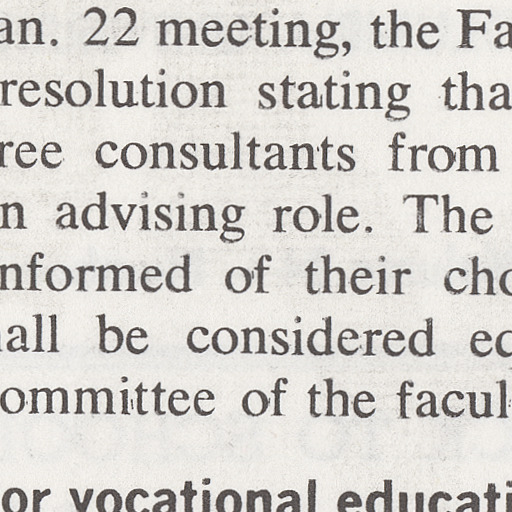 an. 22 meeting, the Fa
resolution stating tha
ree consultants from
n advising role. The
nformed of their cho
all be considered ec
ommittee of the facul
or vocational educati